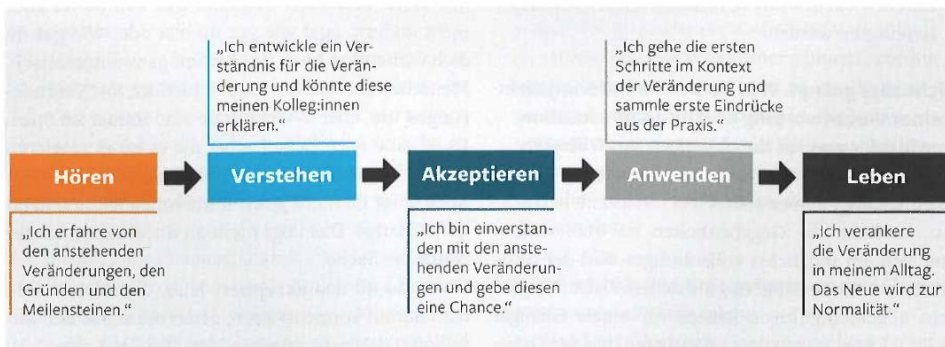 „Ich entwickle ein Ver-
ständnis für die Verän-
derung und könnte diese
meinen Kolleg:innen
erklären.“
„Ich gehe die ersten
Schritte im Kontext
der Veränderung und
sammle erste Eindrücke
aus der Praxis.“
Hören
Verstehen
Akzeptieren
Anwenden
Leben
„Ich erfahre von
den anstehenden
Veränderungen, den
Gründen und den
Meilensteinen.“
„Ich bin einverstan-
den mit den anste-
henden Veränderun-
gen und gebe diesen
eine Chance.“
„Ich verankere
die Veränderung
in meinem Alltag.
Das Neue wird zur
Normalität.“